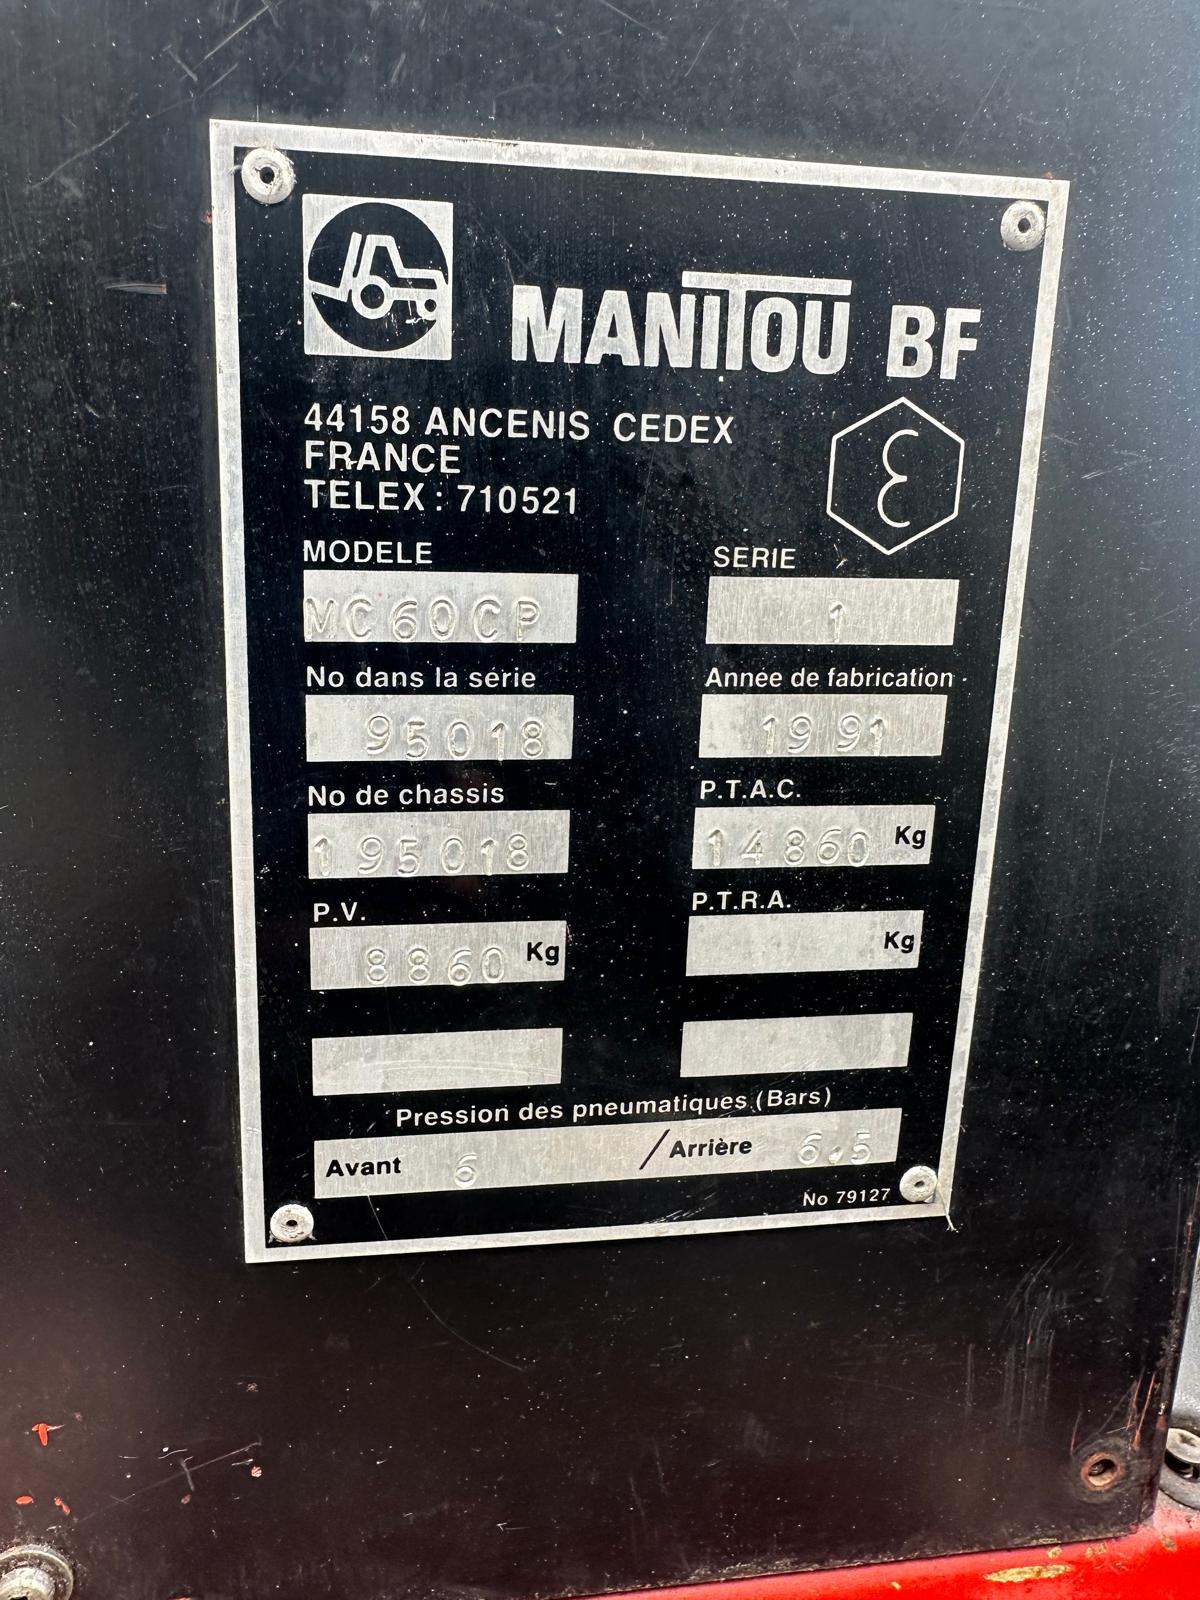 MANITOU BF
44158 ANCENIS CEDEX
FRANCE
TELEX : 710521
Ɛ
MODELE SERIE
MC60CP 1
No dans la série Année de fabrication
95018 1991
No de chassis P.T.A.C.
195018 14860 Kg
P.V. P.T.R.A.
8860 Kg Kg
Pression des pneumatiques (Bars)
Avant 6 / Arrière 6,5
No 79127